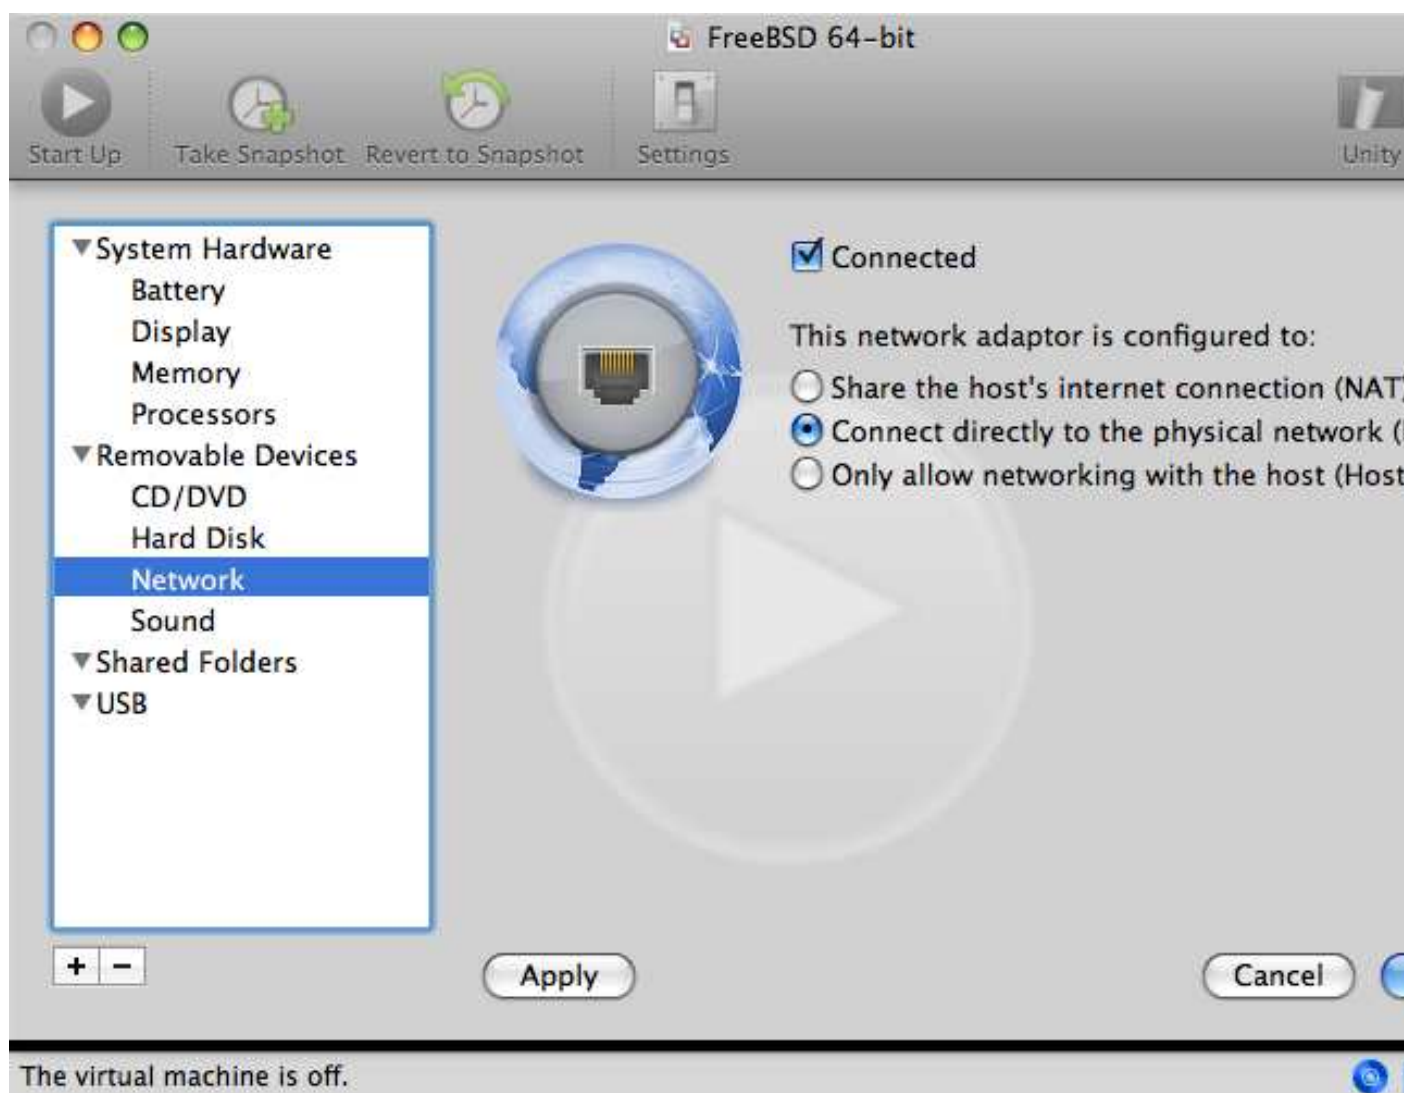 FreeBSD 64-bit
Start Up
Take Snapshot
Revert to Snapshot
Settings
Unity
System Hardware
Battery
Display
Memory
Processors
Removable Devices
CD/DVD
Hard Disk
Network
Sound
Shared Folders
USB
Connected
This network adaptor is configured to:
Share the host's internet connection (NAT)
Connect directly to the physical network (
Only allow networking with the host (Host
+ −
Apply
Cancel
The virtual machine is off.